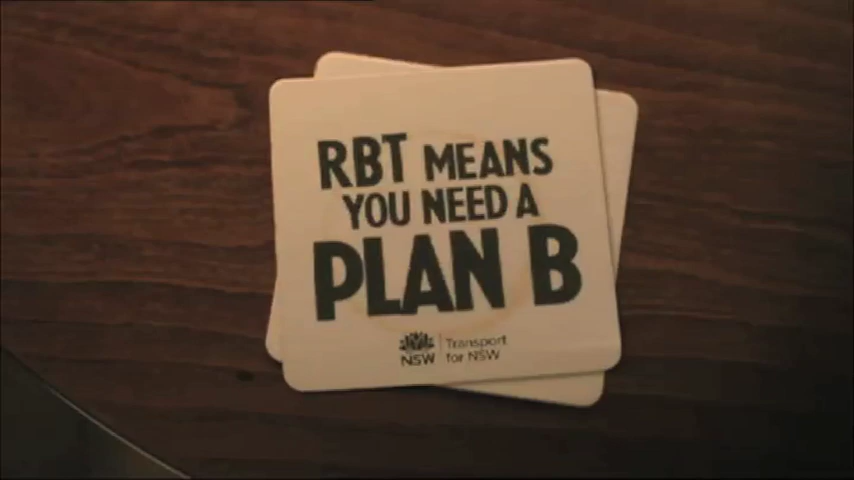 RBT MEANS
YOU NEED A
PLAN B
NSW
Transport
for NSW